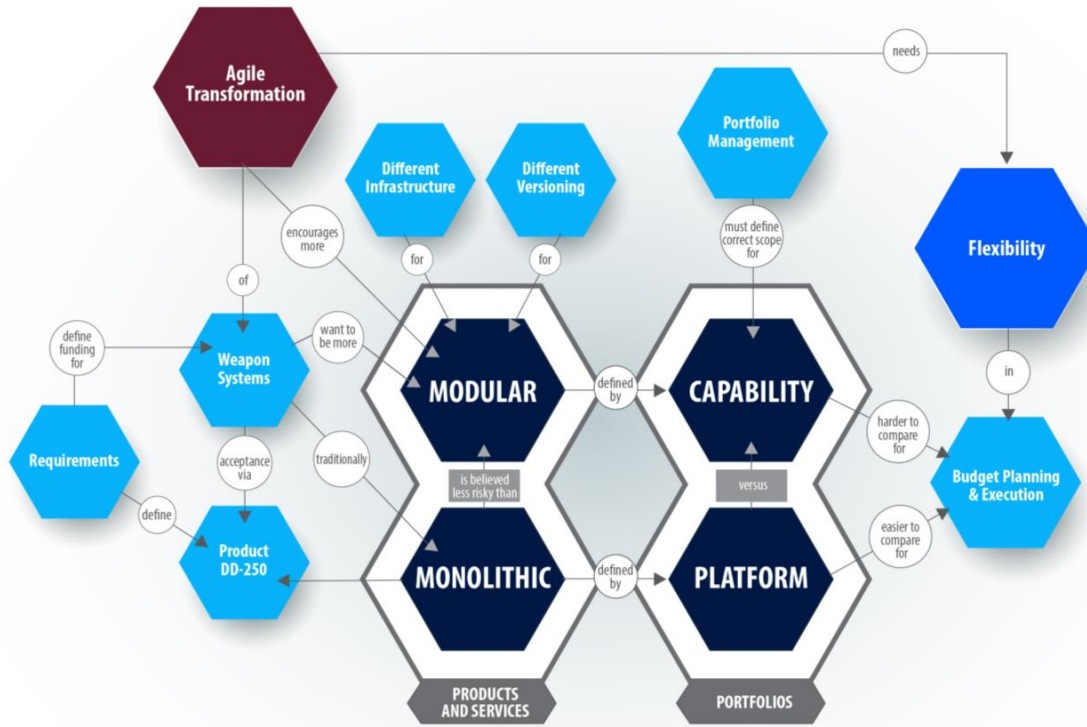 Agile
Transformation
needs
Portfolio
Management
Different
Infrastructure
Different
Versioning
encourages
more
must define
correct scope
for
Flexibility
for
for
of
define
funding
for
want to
be more
Weapon
Systems
MODULAR
defined
by
CAPABILITY
in
harder to
compare
for
Requirements
acceptance
via
traditionally
is believed
less risky than
versus
Budget Planning
& Execution
define
Product
DD-250
MONOLITHIC
defined
by
PLATFORM
easier to
compare
for
PRODUCTS
AND SERVICES
PORTFOLIOS